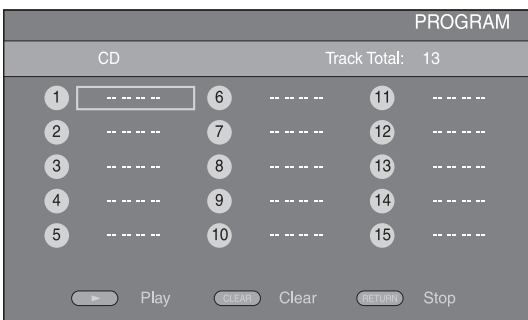 PROGRAM
CD Track Total: 13
1 -- -- -- -- 6 -- -- -- -- 11 -- -- -- --
2 -- -- -- -- 7 -- -- -- -- 12 -- -- -- --
3 -- -- -- -- 8 -- -- -- -- 13 -- -- -- --
4 -- -- -- -- 9 -- -- -- -- 14 -- -- -- --
5 -- -- -- -- 10 -- -- -- -- 15 -- -- -- --
Play CLEAR Clear RETURN Stop